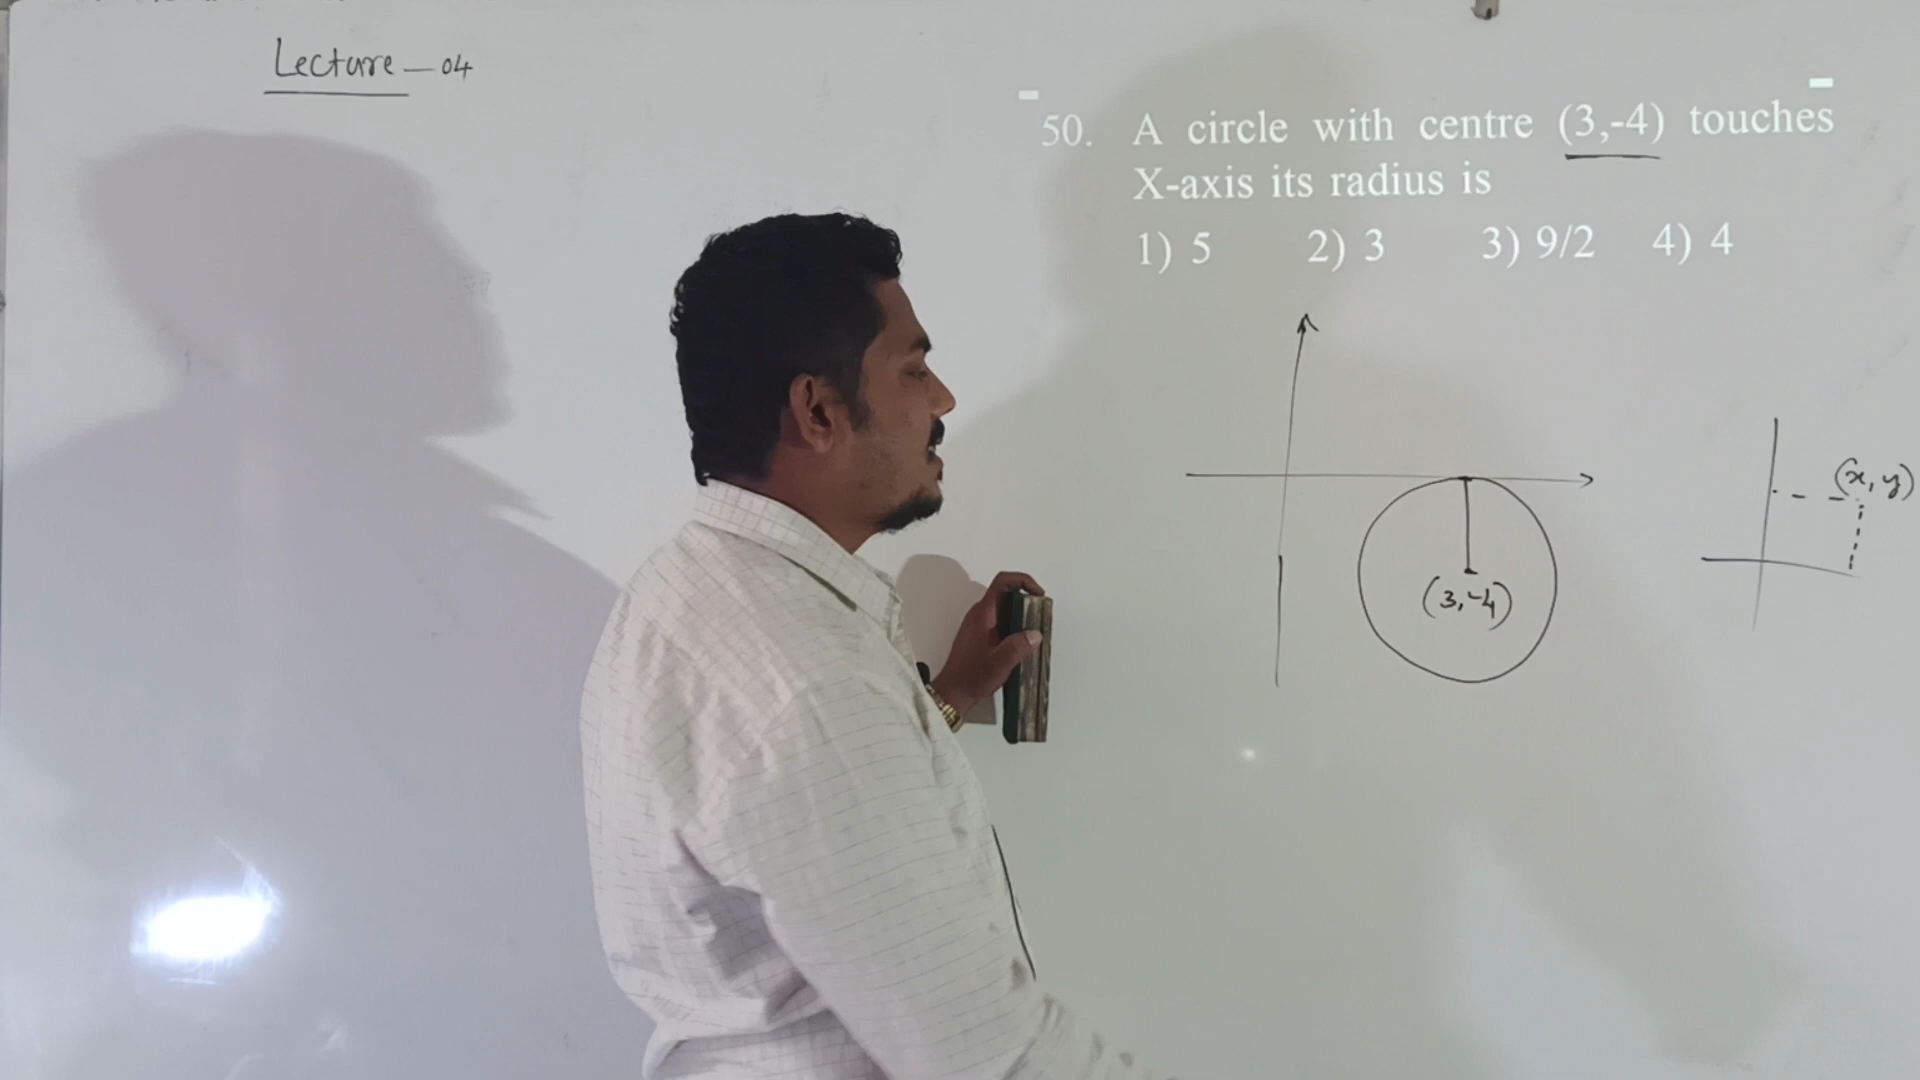 Lecture - 04
50. A circle with centre (3,-4) touches
X-axis its radius is
1) 5 2) 3 3) 9/2 4) 4
(x, y)
(3,-4)